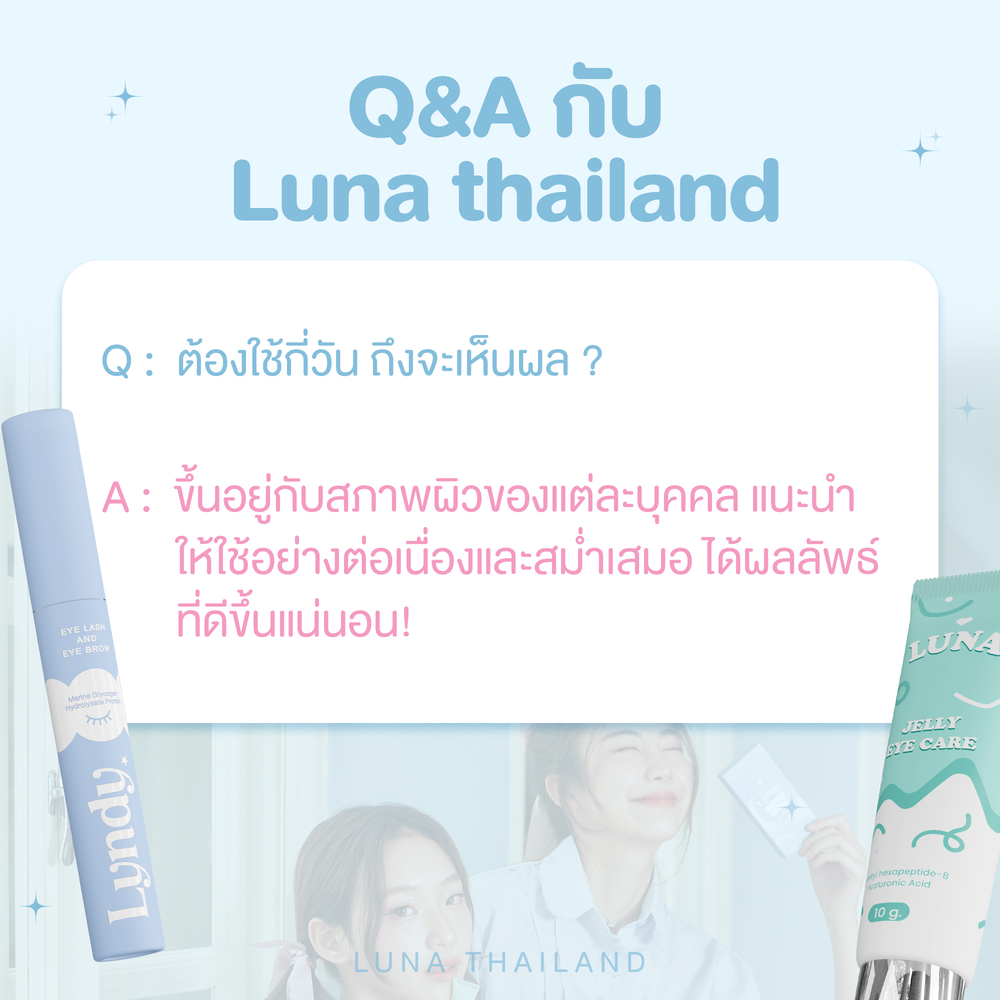 Q&A กับ
Luna thailand
Q : ต้องใช้กี่วัน ถึงจะเห็นผล ?
A : ขึ้นอยู่กับสภาพผิวของแต่ละบุคคล แนะนำ
ให้ใช้อย่างต่อเนื่องและสม่ำเสมอ ได้ผลลัพธ์
ที่ดีขึ้นแน่นอน!
EYE LASH
AND
EYE BROW
Marine Glycogen
Hydrolysate
Lyndy
LUNA
JELLY
EYE CARE
hexapeptide-8
Acid
10 g.
LUNA THAILAND